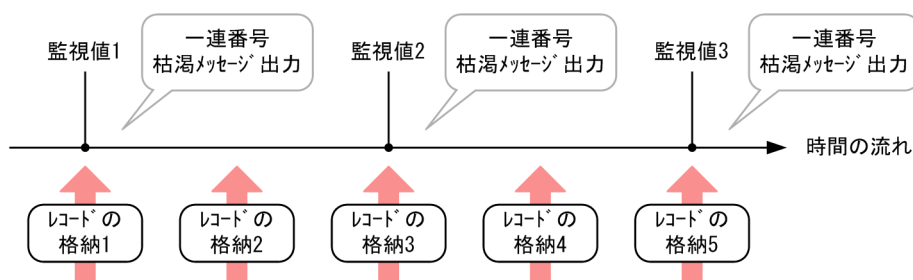 監視値1
一連番号
枯渇ﾒｯｾｰｼﾞ出力
監視値2
一連番号
枯渇ﾒｯｾｰｼﾞ出力
監視値3
一連番号
枯渇ﾒｯｾｰｼﾞ出力
時間の流れ
ﾚｺｰﾄﾞの
格納1
ﾚｺｰﾄﾞの
格納2
ﾚｺｰﾄﾞの
格納3
ﾚｺｰﾄﾞの
格納4
ﾚｺｰﾄﾞの
格納5